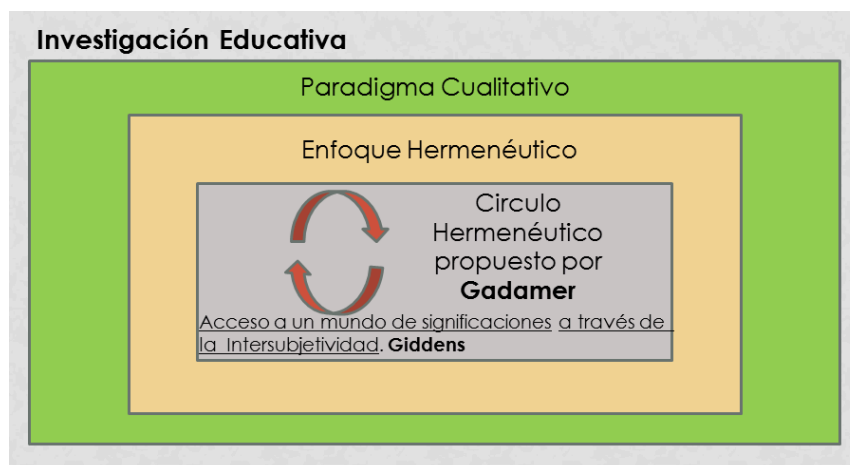 Investigación Educativa
Paradigma Cualitativo
Enfoque Hermenéutico
Circulo
Hermenéutico
propuesto por
Gadamer
Acceso a un mundo de significaciones a través de
la Intersubjetividad. Giddens